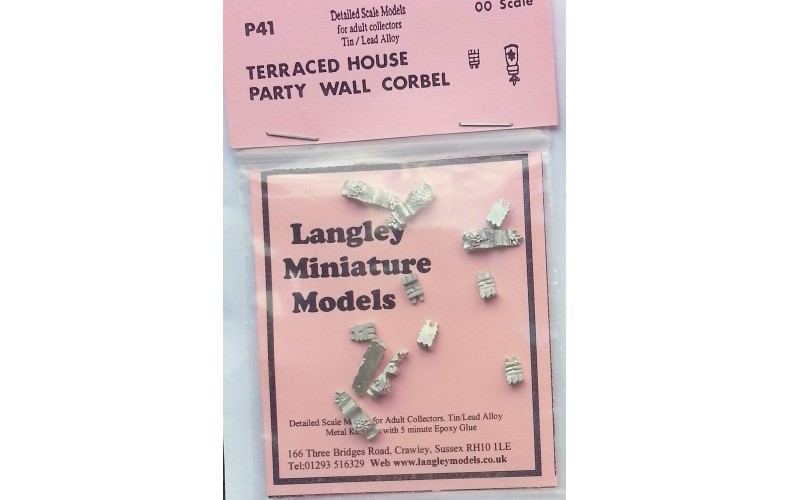 P41
Detailed Scale Models
for adult collectors
Tin / Lead Alloy
OO Scale
TERRACED HOUSE
PARTY WALL CORBEL
Langley
Miniature
Models
Detailed Scale for Adult Collectors. Tin/Lead Alloy
Metal with 5 minute Epoxy Glue
166 Three Bridges Road, Crawley, Sussex RH10 1LE
Tel;01293 516329 Web www.langleymodels.co.uk